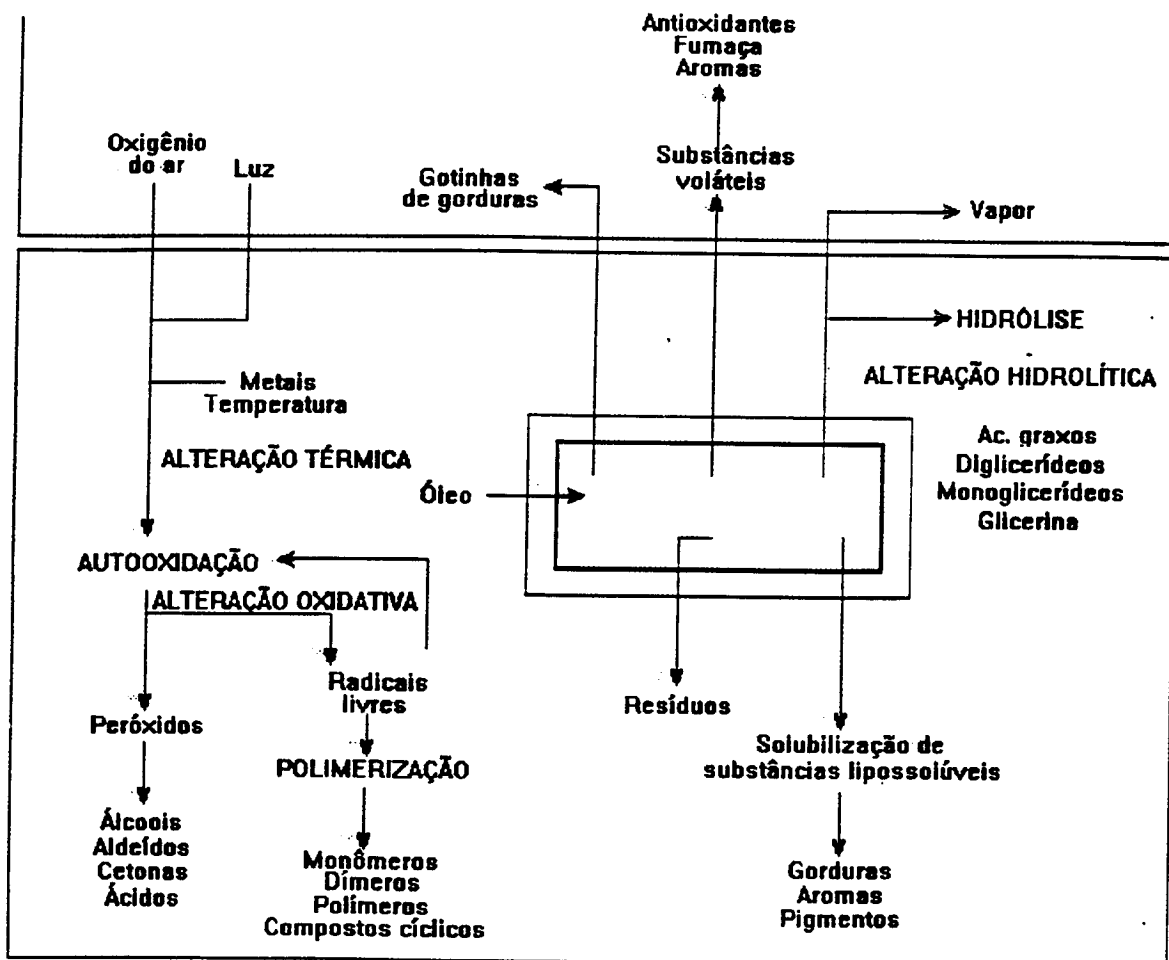 Antioxidantes
Fumaça
Aromas
Oxigênio
do ar
Luz
Substâncias
voláteis
Gotinhas
de gorduras
Vapor
HIDRÔLISE
Metais
Temperatura
ALTERAÇÃO HIDROLÍTICA
ALTERAÇÃO TÉRMICA
Ac. graxos
Diglicerídeos
Monoglicerídeos
Glicerina
Óleo
AUTOOXIDAÇÃO
ALTERAÇÃO OXIDATIVA
Radicais
livres
Peróxidos
Resíduos
POLIMERIZAÇÃO
Solubilização de
substâncias lipossolúveis
Álcoois
Aldeídos
Cetonas
Ácidos
Monômeros
Dímeros
Polímeros
Compostos cíclicos
Gorduras
Aromas
Pigmentos